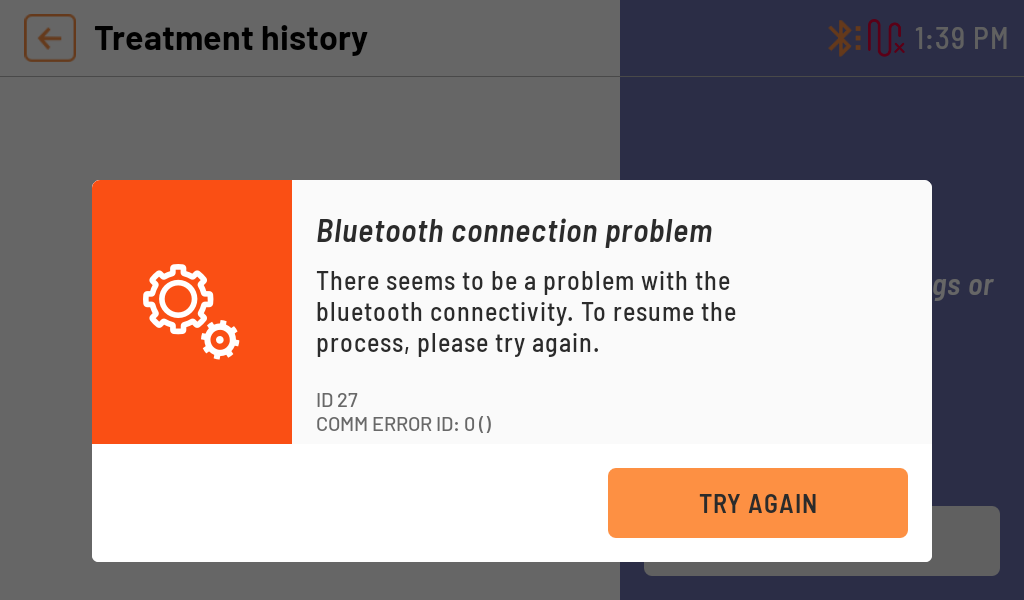 Treatment history
1:39 PM
Bluetooth connection problem
There seems to be a problem with the
bluetooth connectivity. To resume the
process, please try again.
gs or
ID 27
COMM ERROR ID: 0 ()
TRY AGAIN